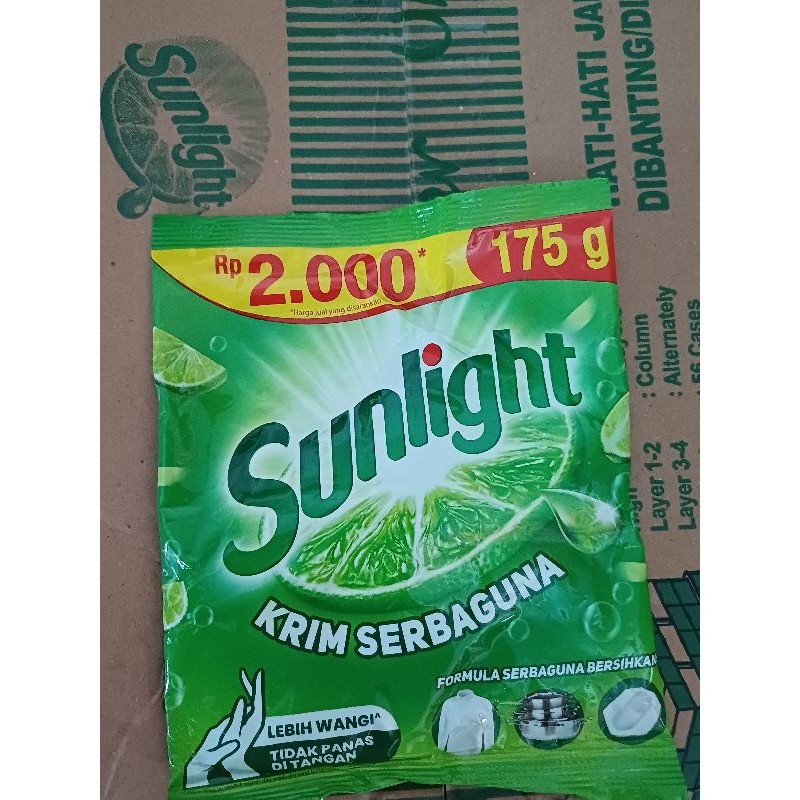 Sunlight
HATI-HATI JA
DIBANTING/DI
: Column
: Alternately
: 56 Cases
Layer 1-2
Layer 3-4
Rp 2.000*
*Harga jual yang disarankan
175 g
Sunlight
KRIM SERBAGUNA
FORMULA SERBAGUNA BERSIHKAN
LEBIH WANGI^
TIDAK PANAS
DI TANGAN